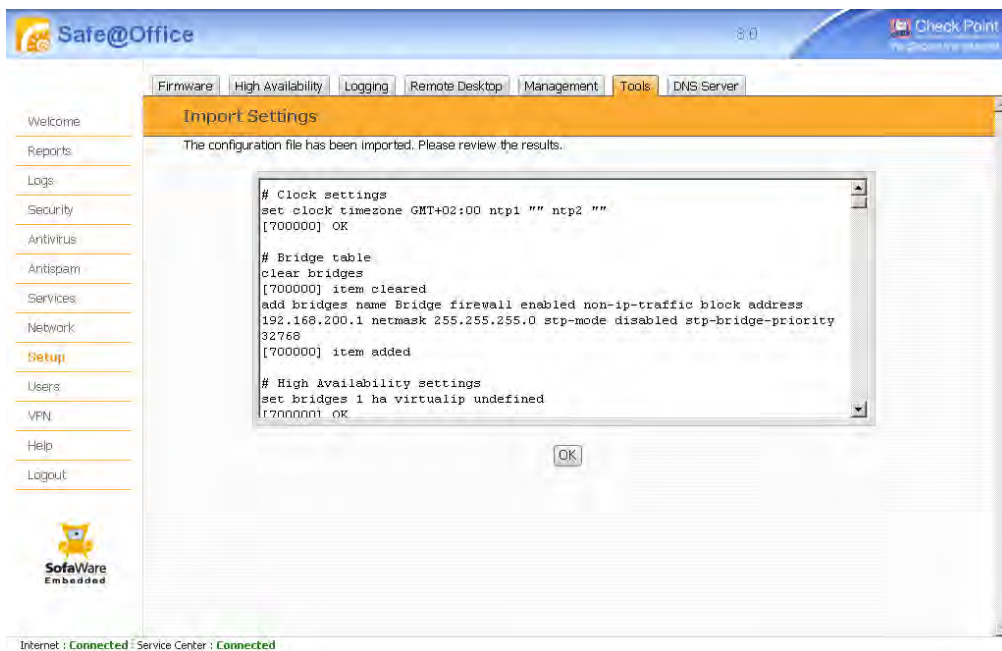 Safe@Office
8.0
Check Point
Firmware
High Availability
Logging
Remote Desktop
Management
Tools
DNS Server
Welcome
Reports
Logs
Security
Antivirus
Antispam
Services
Network
Setup
Users
VPN
Help
Logout
SofaWare
Embedded
Import Settings
The configuration file has been imported. Please review the results.
# Clock settings
set clock timezone GMT+02:00 ntp1 "" ntp2 ""
[700000] OK
# Bridge table
clear bridges
[700000] item cleared
add bridges name Bridge firewall enabled non-ip-traffic block address
192.168.200.1 netmask 255.255.255.0 stp-mode disabled stp-bridge-priority
32768
[700000] item added
# High Availability settings
set bridges 1 ha virtualip undefined
[700000] OK
OK
Internet : Connected Service Center : Connected